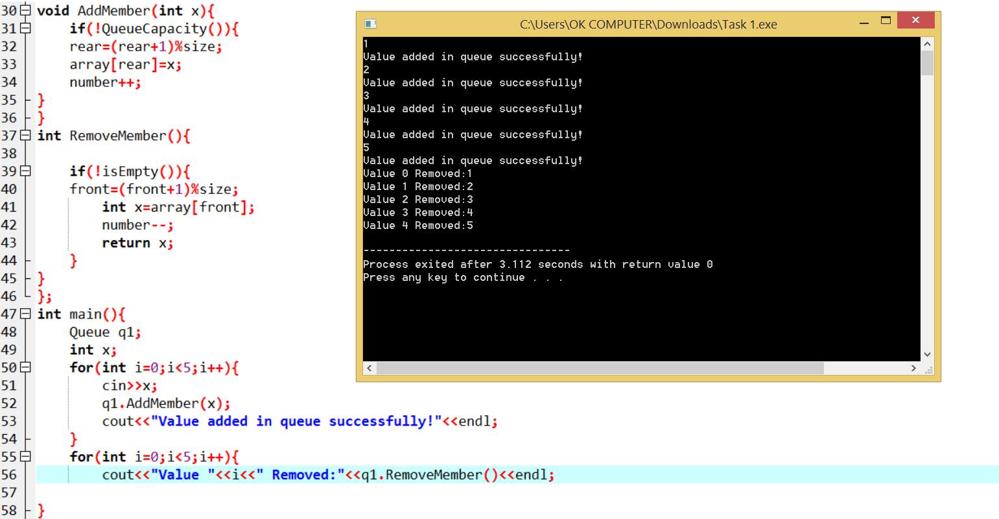 30 void AddMember(int x){
31 if(!QueueCapacity()){
32 rear=(rear+1)%size;
33 array[rear]=x;
34 number++;
35 }
36 }
37 int RemoveMember(){
38
39 if(!isEmpty()){
40 front=(front+1)%size;
41 int x=array[front];
42 number--;
43 return x;
44 }
45 }
46 };
47 int main(){
48 Queue q1;
49 int x;
50 for(int i=0;i<5;i++){
51 cin>>x;
52 q1.AddMember(x);
53 cout<<"Value added in queue successfully!"<<endl;
54 }
55 for(int i=0;i<5;i++){
56 cout<<"Value "<<i<<" Removed:"<<q1.RemoveMember()<<endl;
57
58 }
C:\Users\OK COMPUTER\Downloads\Task 1.exe
1
Value added in queue successfully!
2
Value added in queue successfully!
3
Value added in queue successfully!
4
Value added in queue successfully!
5
Value added in queue successfully!
Value 0 Removed:1
Value 1 Removed:2
Value 2 Removed:3
Value 3 Removed:4
Value 4 Removed:5
--------------------------------
Process exited after 3.112 seconds with return value 0
Press any key to continue . . .